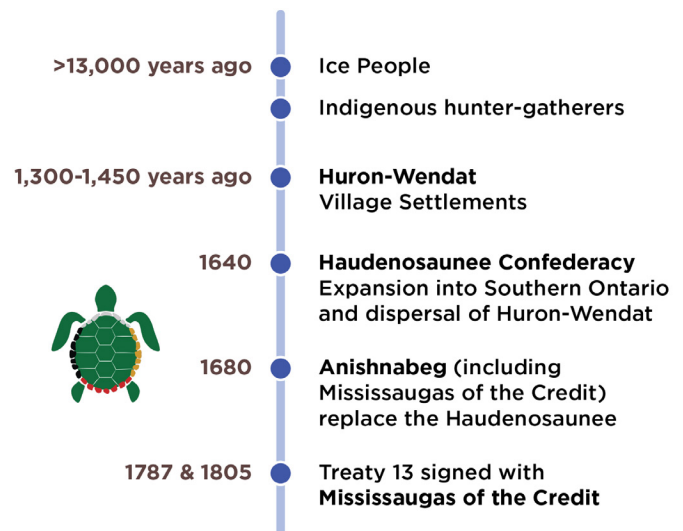 >13,000 years ago
Ice People
Indigenous hunter-gatherers
1,300-1,450 years ago
Huron-Wendat
Village Settlements
1640
Haudenosaunee Confederacy
Expansion into Southern Ontario
and dispersal of Huron-Wendat
1680
Anishnabeg (including
Mississaugas of the Credit)
replace the Haudenosaunee
1787 & 1805
Treaty 13 signed with
Mississaugas of the Credit